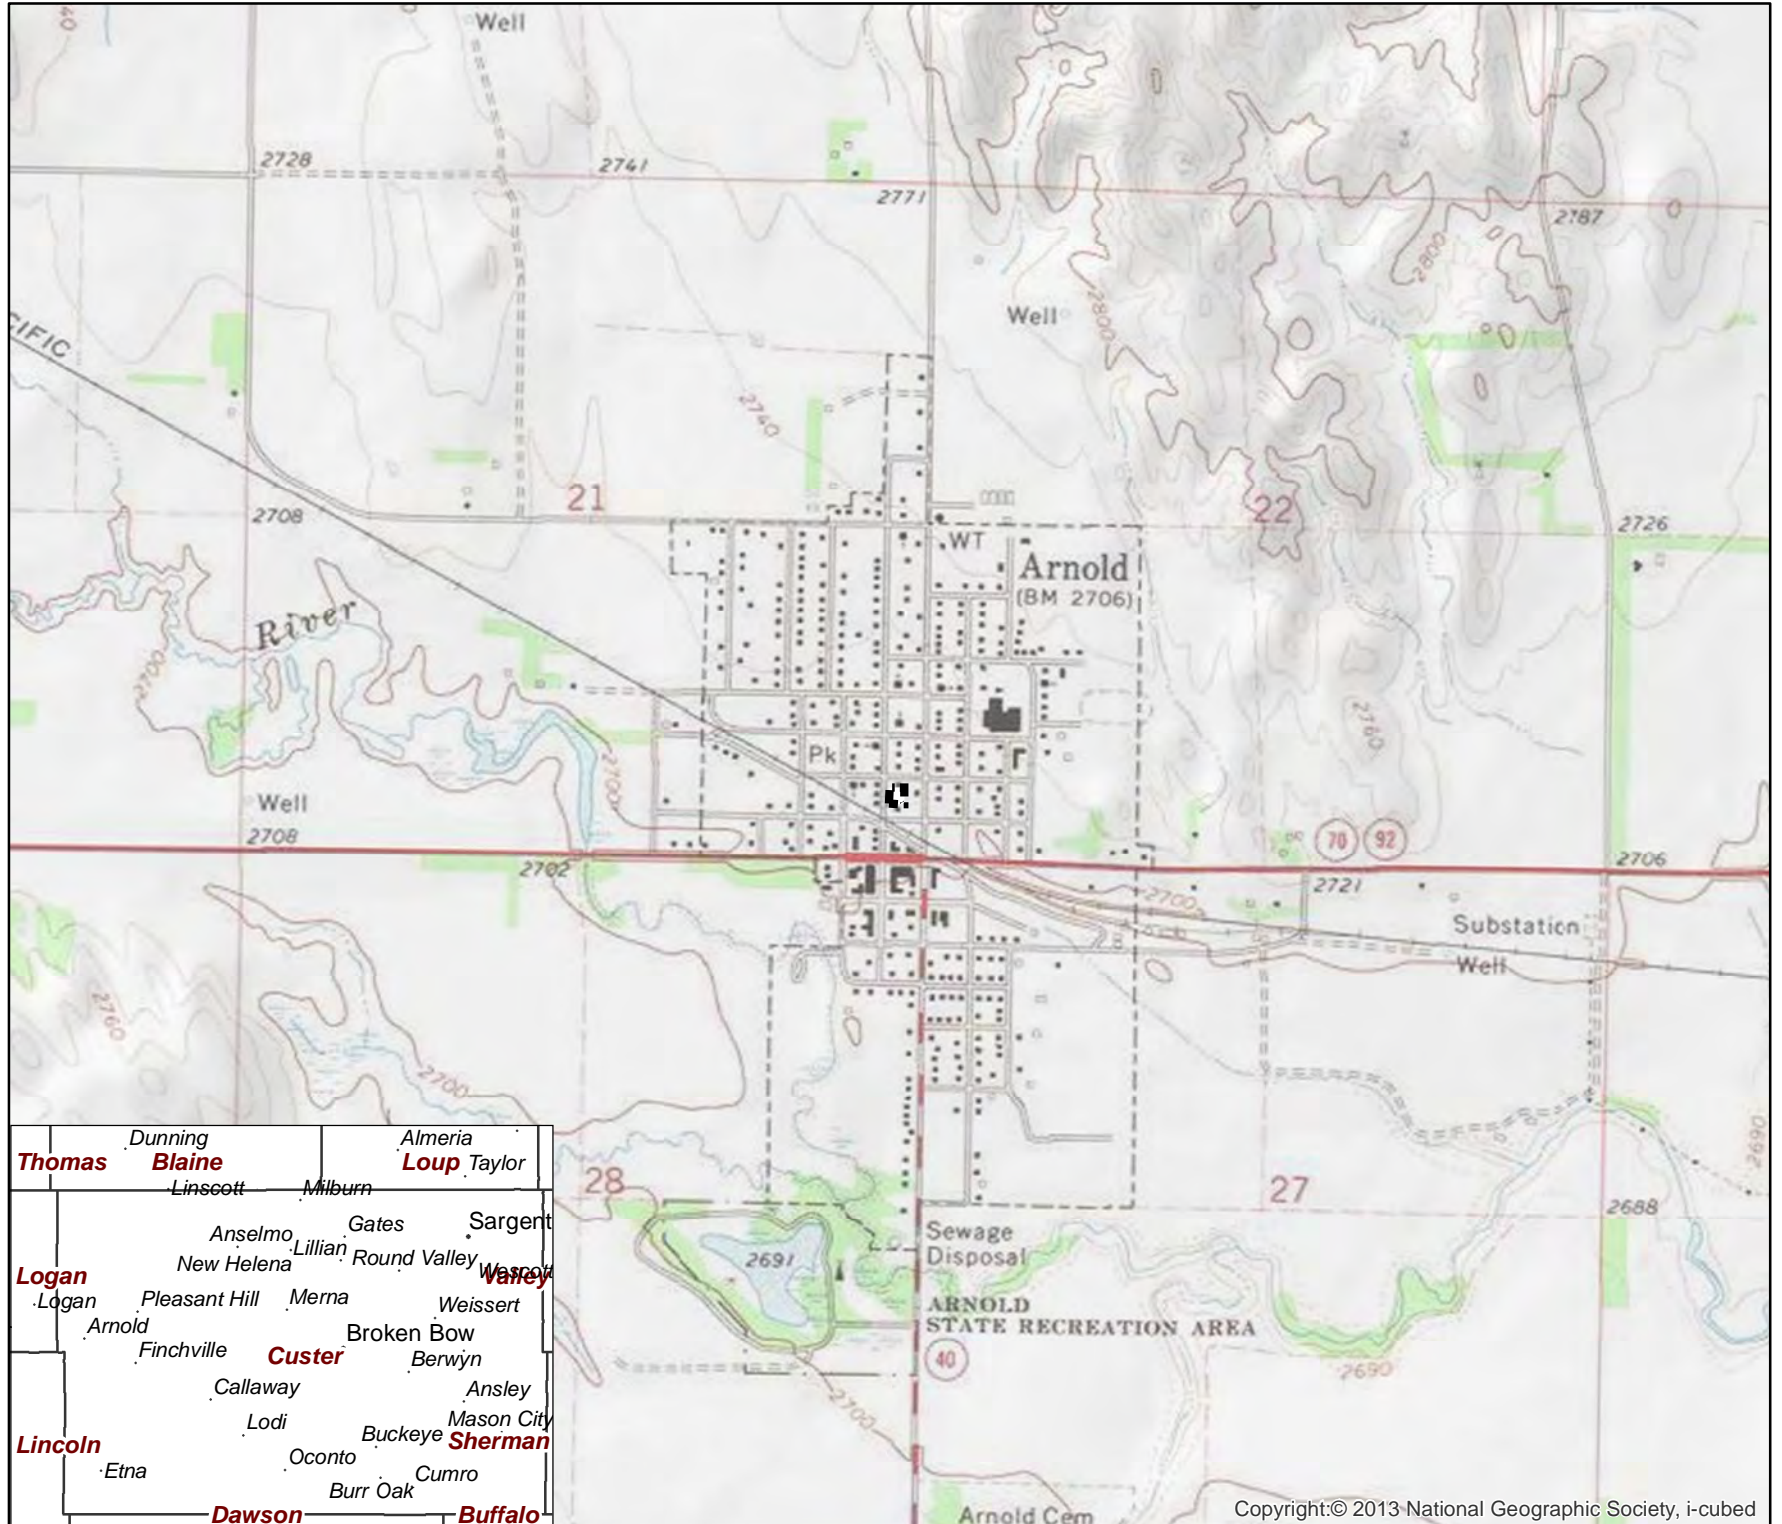 Well
2728
2741
2771
2787
2800
Well
2800
CIFIC
2740
21
22
2708
2726
WT
Arnold
(BM 2706)
River
2700
2760
Pk
2700
Well
2708
70
92
2706
2702
2721
2700
Substation
Well
2760
2700
28
27
2688
2690
Sewage
Disposal
2691
ARNOLD
STATE RECREATION AREA
40
2690
2700
Arnold Cem
Dunning
Almeria
Thomas
Blaine
Loup
Taylor
Linscott
Milburn
Gates
Sargent
Anselmo
Lillian
New Helena
Round Valley
Wescott
Logan
Valley
Logan
Pleasant Hill
Merna
Weissert
Arnold
Broken Bow
Finchville
Custer
Berwyn
Callaway
Ansley
Lodi
Mason City
Buckeye
Sherman
Lincoln
Oconto
Etna
Cumro
Burr Oak
Dawson
Buffalo
Copyright:© 2013 National Geographic Society, i-cubed